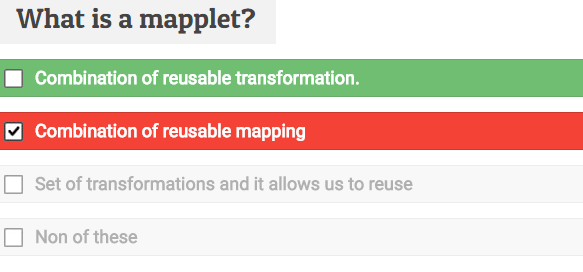 What is a mapplet?
Combination of reusable transformation.
Combination of reusable mapping
Set of transformations and it allows us to reuse
Non of these